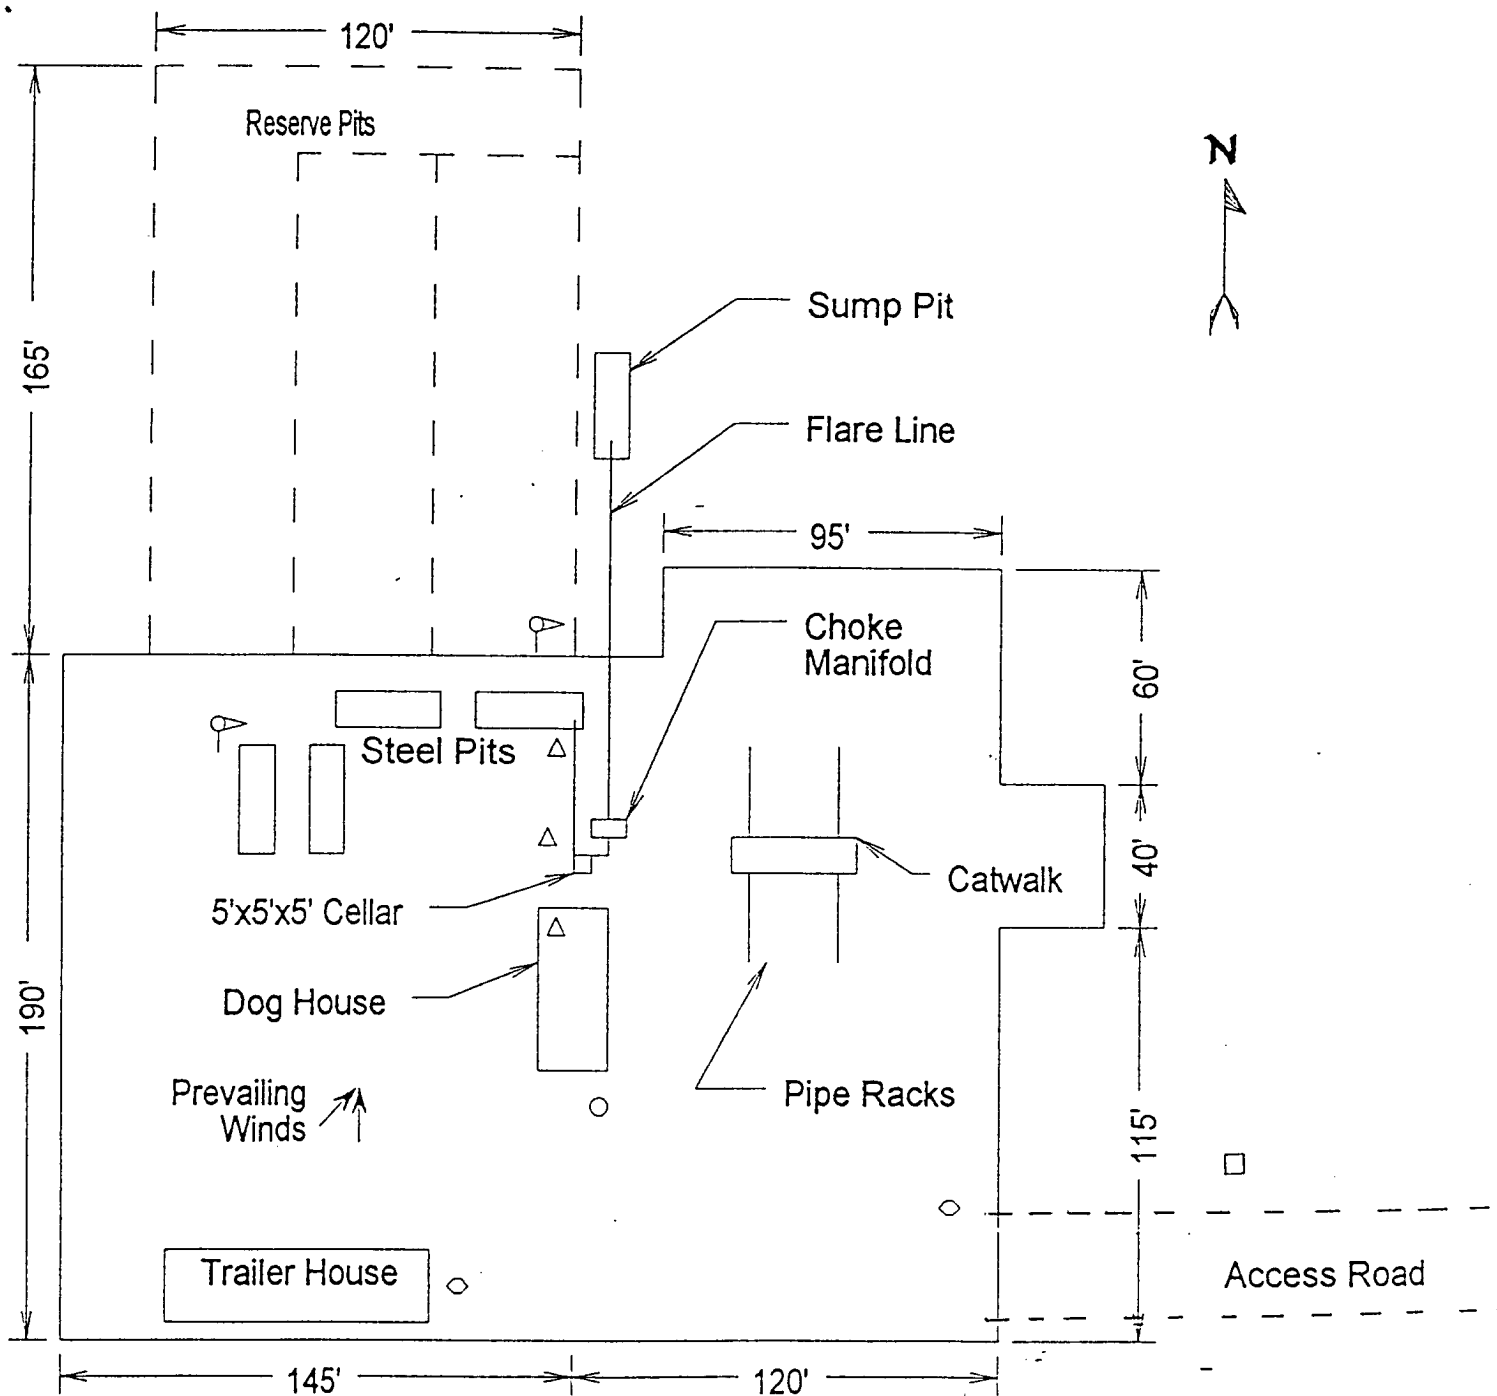 120'
Reserve Pits
N
Sump Pit
165'
Flare Line
95'
Choke
Manifold
60'
Steel Pits
40'
Catwalk
5'x5'x5' Cellar
Dog House
190'
Prevailing
Winds
Pipe Racks
115'
Trailer House
Access Road
145'
120'